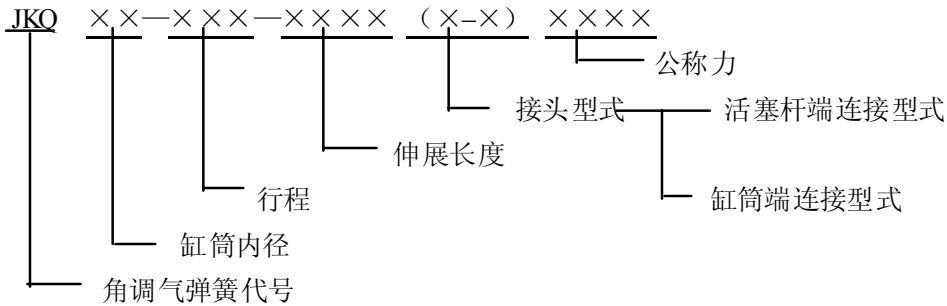 JKQ ××—×××—×××× (×-×) ××××
公称力
接头型式 活塞杆端连接型式
伸展长度
行程 缸筒端连接型式
缸筒内径
角调气弹簧代号